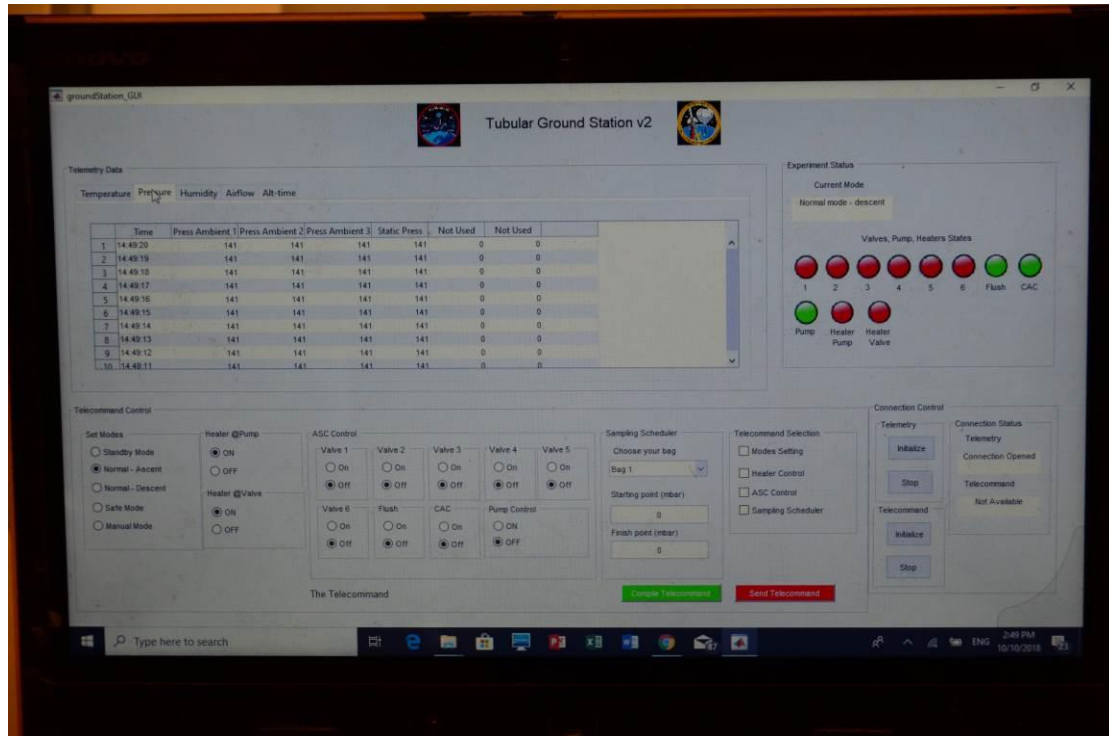 groundStation_GUI
Tubular Ground Station v2
Telemetry Data
Temperature Pressure Humidity Airflow Alt-time
Time Press Ambient 1 Press Ambient 2 Press Ambient 3 Static Press Not Used Not Used
1 14:49:20 141 141 141 141 0 0
2 14:49:19 141 141 141 141 0 0
3 14:49:18 141 141 141 141 0 0
4 14:49:17 141 141 141 141 0 0
5 14:49:16 141 141 141 141 0 0
6 14:49:15 141 141 141 141 0 0
7 14:49:14 141 141 141 141 0 0
8 14:49:13 141 141 141 141 0 0
9 14:49:12 141 141 141 141 0 0
10 14:49:11 141 141 141 141 0 0
Experiment Status
Current Mode
Normal mode - descent
Valves, Pump, Heaters States
1 2 3 4 5 6 Flush CAC
Pump Heater Heater
Pump Valve
Telecommand Control
Set Modes
Standby Mode
Normal - Ascent
Normal - Descent
Safe Mode
Manual Mode
Heater @Pump
ON
OFF
Heater @Valve
ON
OFF
ASC Control
Valve 1 Valve 2 Valve 3 Valve 4 Valve 5
On On On On On
Off Off Off Off Off
Valve 6 Flush CAC Pump Control
On On On ON
Off Off Off OFF
Sampling Scheduler
Choose your bag
Bag 1
Starting point (mbar)
0
Finish point (mbar)
0
Telecommand Selection
Modes Setting
Heater Control
ASC Control
Sampling Scheduler
The Telecommand
Compile Telecommand
Send Telecommand
Connection Control
Telemetry
Initialize
Stop
Telecommand
Initialize
Stop
Connection Status
Telemetry
Connection Opened
Telecommand
Not Available
Type here to search
ENG
2:49 PM
10/10/2018